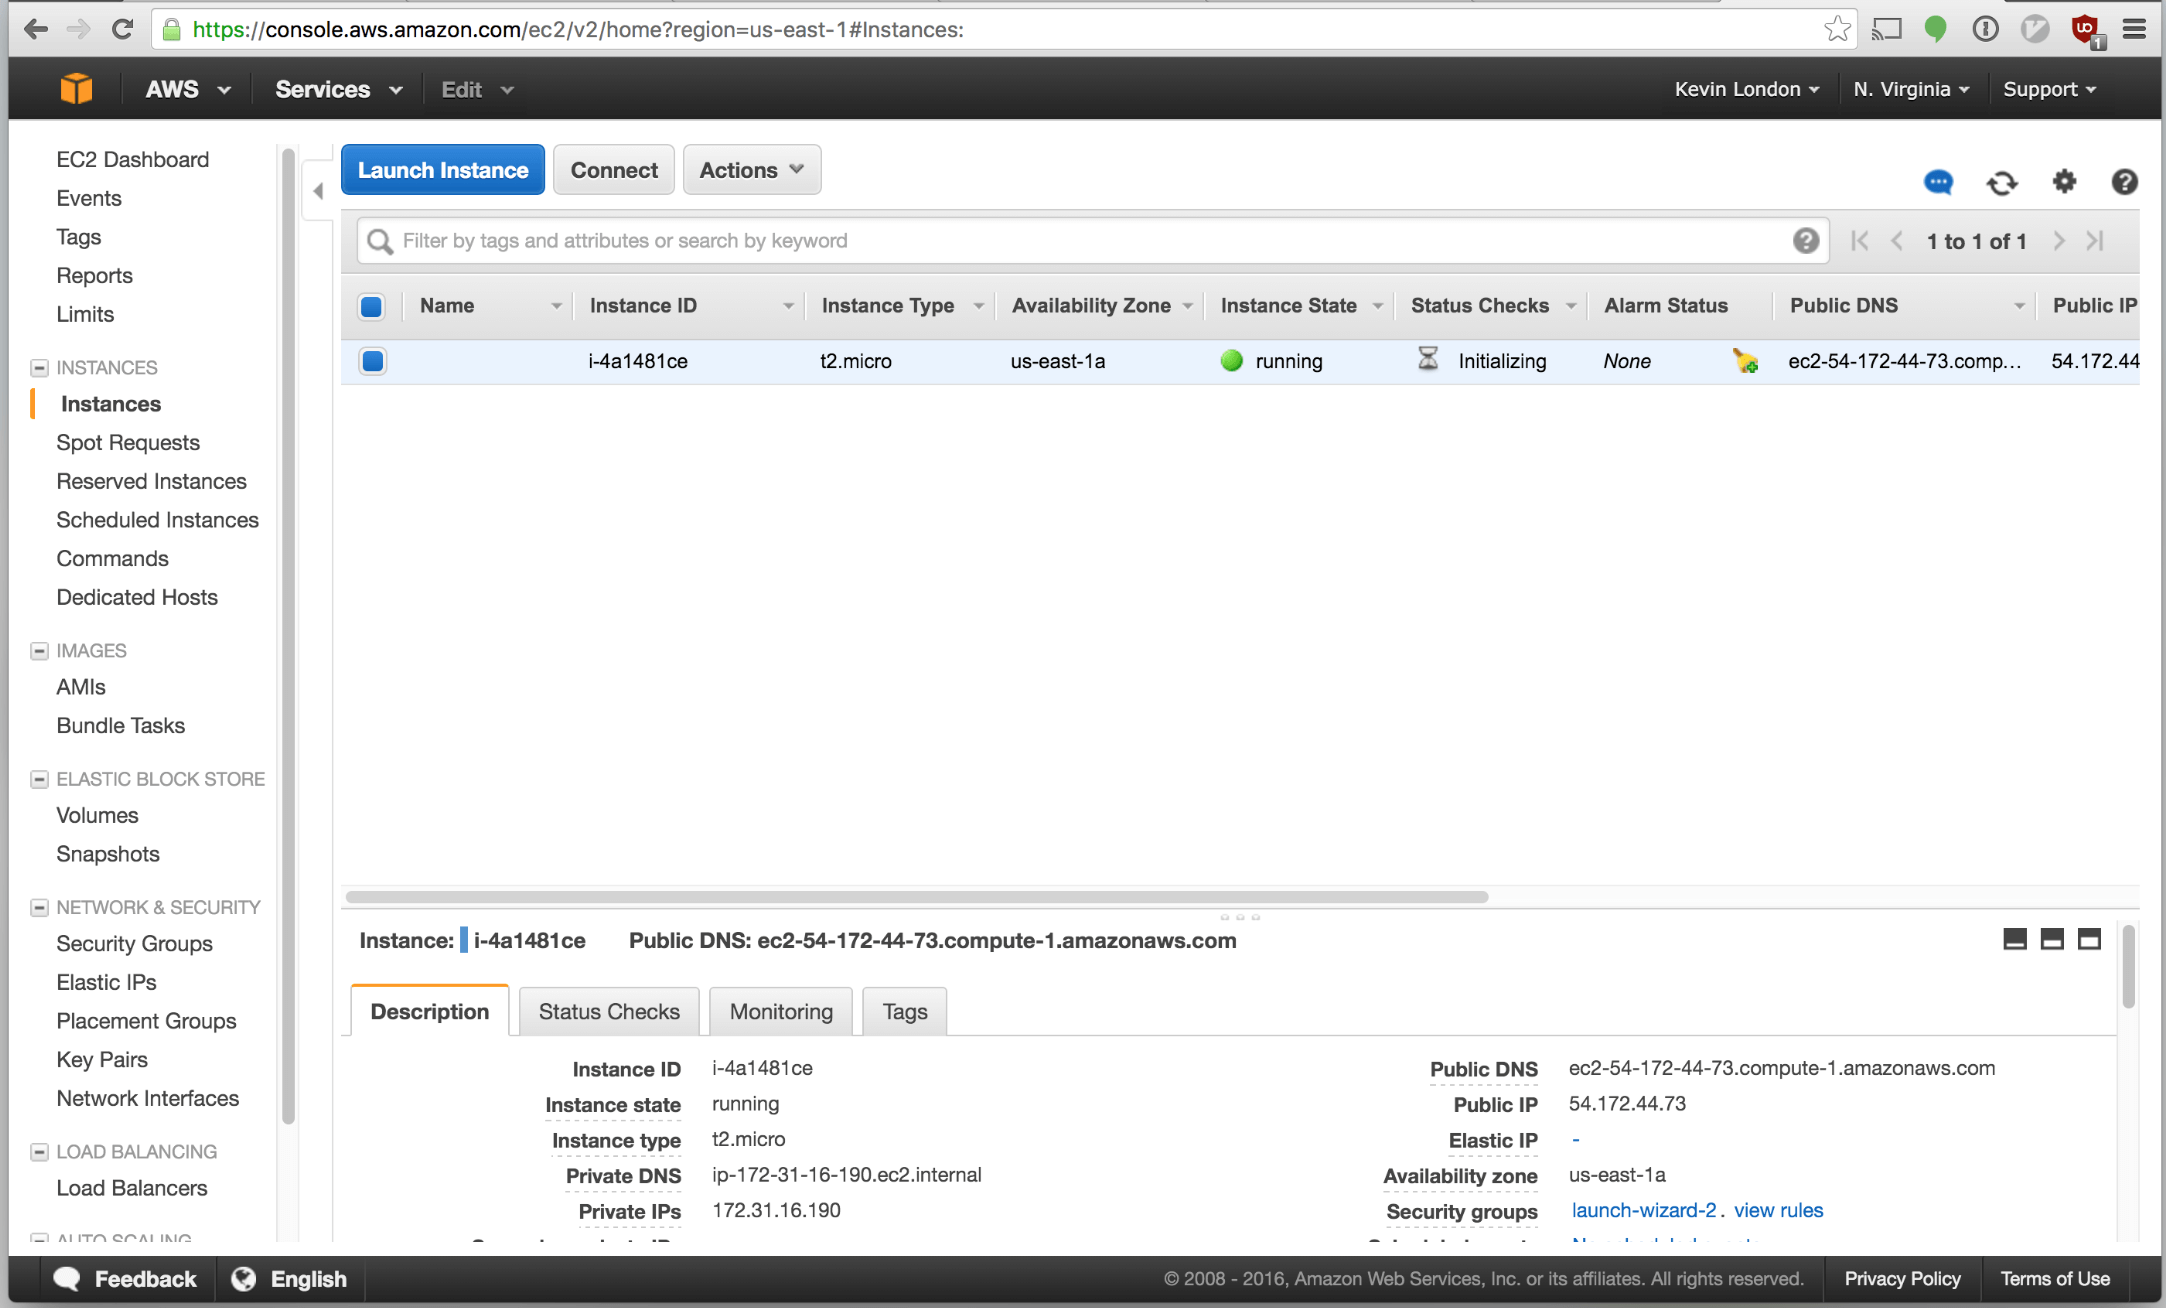 https://console.aws.amazon.com/ec2/v2/home?region=us-east-1#Instances:
1
AWS Services Edit Kevin London N. Virginia Support
EC2 Dashboard
Events
Tags
Reports
Limits
INSTANCES
Instances
Spot Requests
Reserved Instances
Scheduled Instances
Commands
Dedicated Hosts
IMAGES
AMIs
Bundle Tasks
ELASTIC BLOCK STORE
Volumes
Snapshots
NETWORK & SECURITY
Security Groups
Elastic IPs
Placement Groups
Key Pairs
Network Interfaces
LOAD BALANCING
Load Balancers
AUTO SCALING
Launch Instance Connect Actions
Filter by tags and attributes or search by keyword 1 to 1 of 1
Name Instance ID Instance Type Availability Zone Instance State Status Checks Alarm Status Public DNS Public IP
i-4a1481ce t2.micro us-east-1a running Initializing None ec2-54-172-44-73.comp... 54.172.44
Instance: i-4a1481ce Public DNS: ec2-54-172-44-73.compute-1.amazonaws.com
Description Status Checks Monitoring Tags
Instance ID i-4a1481ce Public DNS ec2-54-172-44-73.compute-1.amazonaws.com
Instance state running Public IP 54.172.44.73
Instance type t2.micro Elastic IP -
Private DNS ip-172-31-16-190.ec2.internal Availability zone us-east-1a
Private IPs 172.31.16.190 Security groups launch-wizard-2. view rules
Feedback English © 2008 - 2016, Amazon Web Services, Inc. or its affiliates. All rights reserved. Privacy Policy Terms of Use